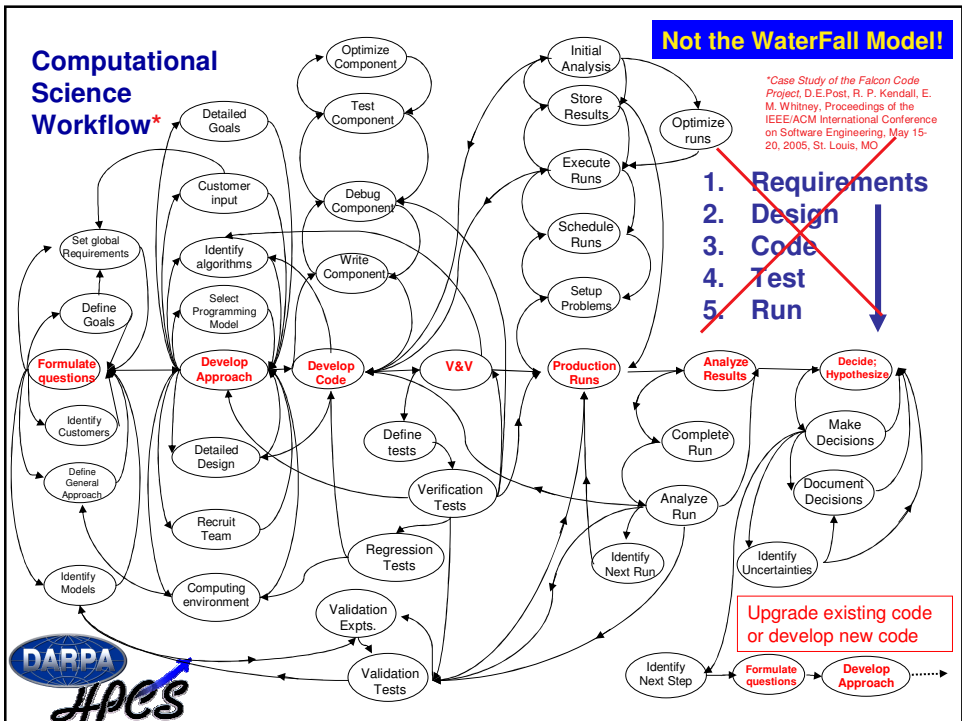 Computational
Science
Workflow*
Not the WaterFall Model!
*Case Study of the Falcon Code
Project, D.E.Post, R. P. Kendall, E.
M. Whitney, Proceedings of the
IEEE/ACM International Conference
on Software Engineering, May 15-
20, 2005, St. Louis, MO
1. Requirements
2. Design
3. Code
4. Test
5. Run
Optimize
Component
Test
Component
Debug
Component
Write
Component
Initial
Analysis
Store
Results
Execute
Runs
Schedule
Runs
Setup
Problems
Optimize
runs
Detailed
Goals
Customer
input
Identify
algorithms
Select
Programming
Model
Set global
Requirements
Define
Goals
Formulate
questions
Develop
Approach
Develop
Code
V&V
Production
Runs
Analyze
Results
Decide;
Hypothesize
Identify
Customers
Define
General
Approach
Identify
Models
Detailed
Design
Recruit
Team
Computing
environment
Define
tests
Verification
Tests
Regression
Tests
Validation
Expts.
Validation
Tests
Complete
Run
Analyze
Run
Identify
Next Run
Make
Decisions
Document
Decisions
Identify
Uncertainties
Upgrade existing code
or develop new code
Identify
Next Step
Formulate
questions
Develop
Approach
DARPA
HPCS